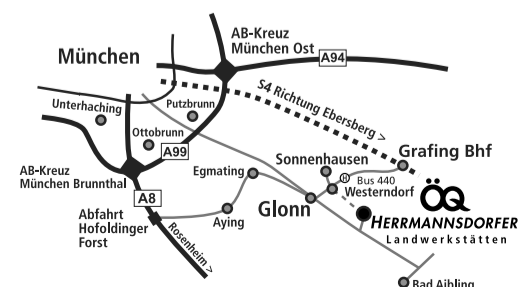 AB-Kreuz
München Ost
München
A94
S4 Richtung Ebersberg >
Unterhaching
Putzbrunn
Ottobrunn
A99
Sonnenhausen
Grafing Bhf
AB-Kreuz
München Brunnthal
Egmating
H Bus 440
Westerndorf
ÖQ
A8
Glonn
HERRMANNSDORFER
Landwerkstätten
Abfahrt
Hofoldinger
Forst
Aying
Rosenheim >
Bad Aibling